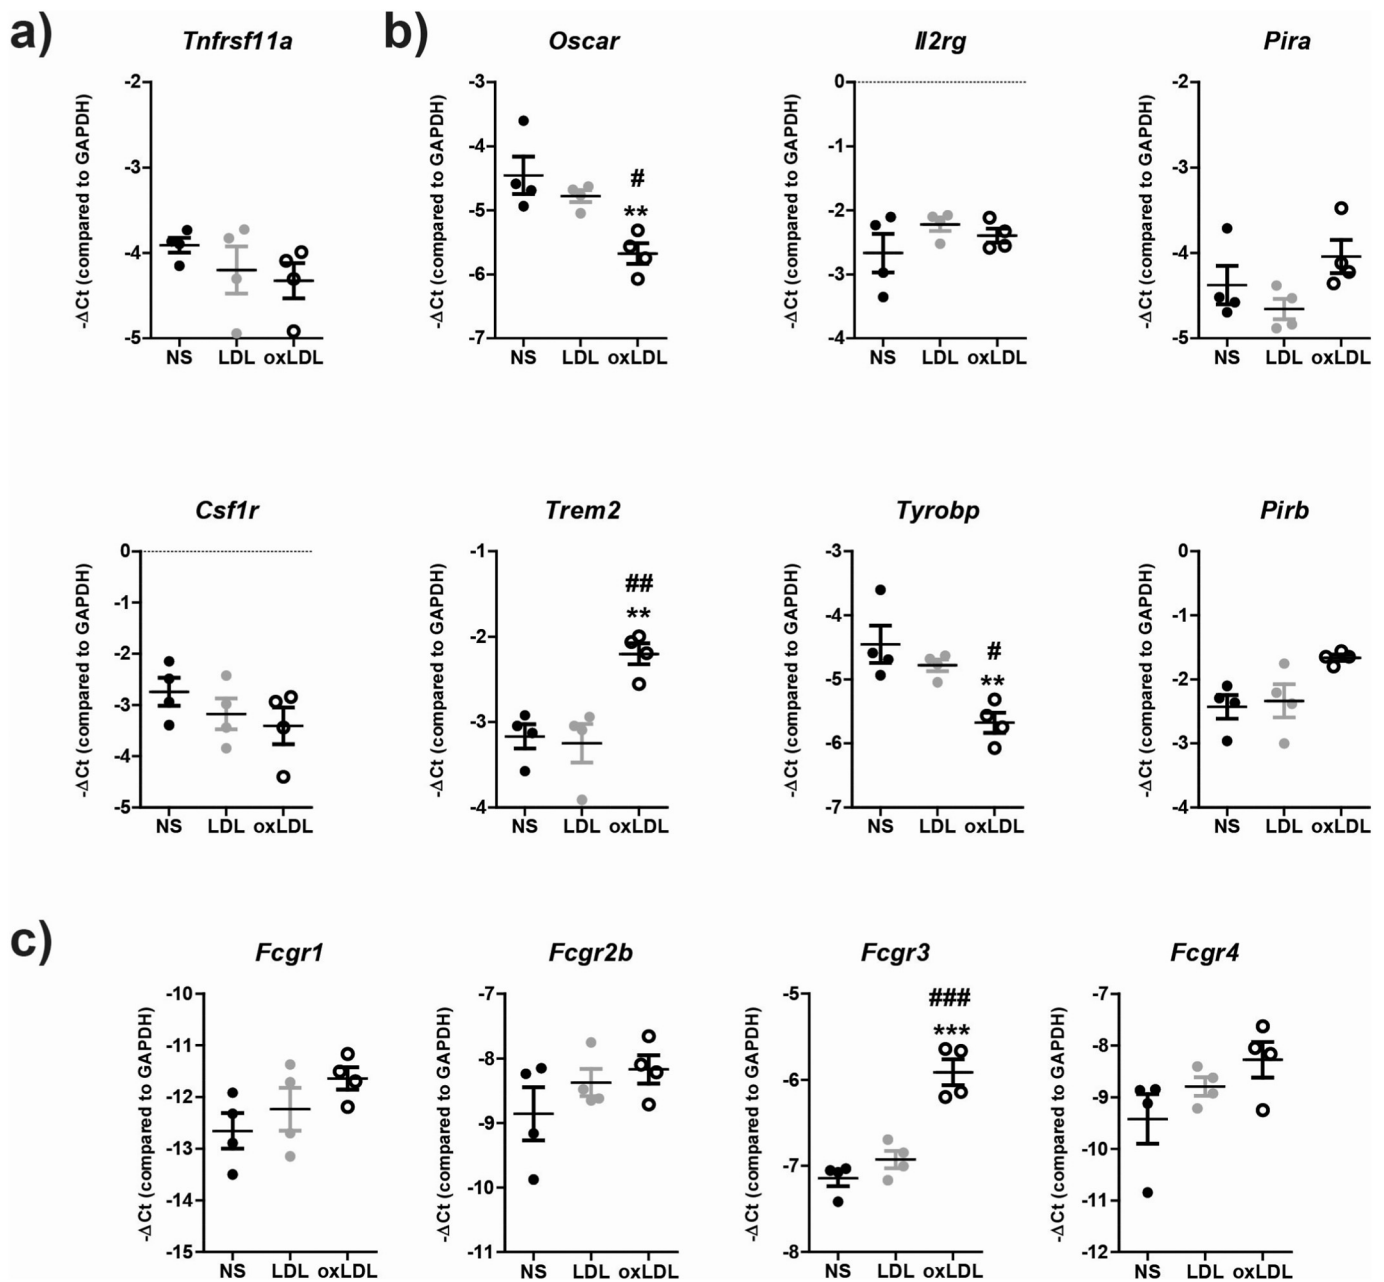 a)
Tnfrsf11a
-ΔCt (compared to GAPDH)
-2
-3
-4
-5
NS LDL oxLDL
b)
Oscar
-ΔCt (compared to GAPDH)
-3
-4
-5
-6
-7
#
**
NS LDL oxLDL
Il2rg
-ΔCt (compared to GAPDH)
0
-1
-2
-3
-4
NS LDL oxLDL
Pira
-ΔCt (compared to GAPDH)
-2
-3
-4
-5
NS LDL oxLDL
Csf1r
-ΔCt (compared to GAPDH)
0
-1
-2
-3
-4
-5
NS LDL oxLDL
Trem2
-ΔCt (compared to GAPDH)
-1
-2
-3
-4
##
**
NS LDL oxLDL
Tyrobp
-ΔCt (compared to GAPDH)
-3
-4
-5
-6
-7
#
**
NS LDL oxLDL
Pirb
-ΔCt (compared to GAPDH)
0
-1
-2
-3
-4
NS LDL oxLDL
c)
Fcgr1
-ΔCt (compared to GAPDH)
-10
-11
-12
-13
-14
-15
NS LDL oxLDL
Fcgr2b
-ΔCt (compared to GAPDH)
-7
-8
-9
-10
-11
NS LDL oxLDL
Fcgr3
-ΔCt (compared to GAPDH)
-5
-6
-7
-8
###
***
NS LDL oxLDL
Fcgr4
-ΔCt (compared to GAPDH)
-7
-8
-9
-10
-11
-12
NS LDL oxLDL